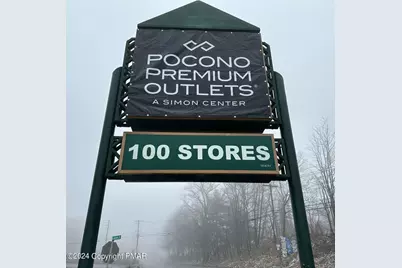 POCONO
PREMIUM
OUTLETS®
A SIMON CENTER
100 STORES
©2024 Copyright PMAR